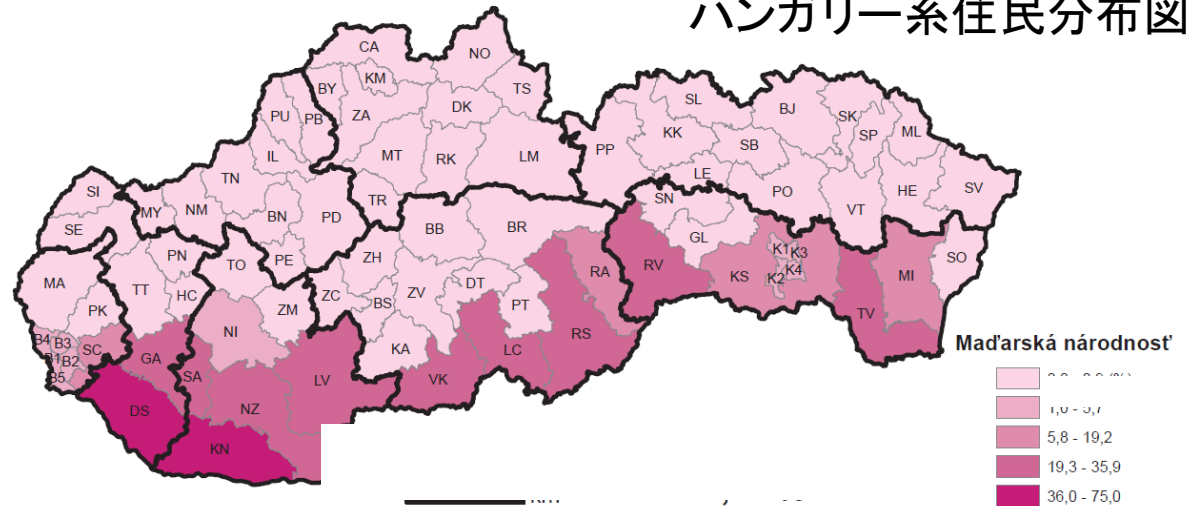 ハンガリー系住民分布図
CA
NO
KM
BY
TS
SL
BJ
PU
PB
ZA
DK
SK
SP
ML
KK
SB
PP
IL
MT
RK
LM
LE
TN
SI
MY
NM
BN
PD
TR
SN
PO
HE
SV
VT
SE
BB
BR
GL
PN
TO
PE
ZH
K1
K3
SO
MA
TT
HC
RV
RA
KS
K4
K2
MI
PK
ZM
ZC
BS
ZV
DT
PT
NI
TV
B4
B3
SC
B1
B2
B5
GA
SA
KA
LC
RS
LV
VK
DS
NZ
KN
Maďarská národnosť
5,8 - 19,2
19,3 - 35,9
36,0 - 75,0